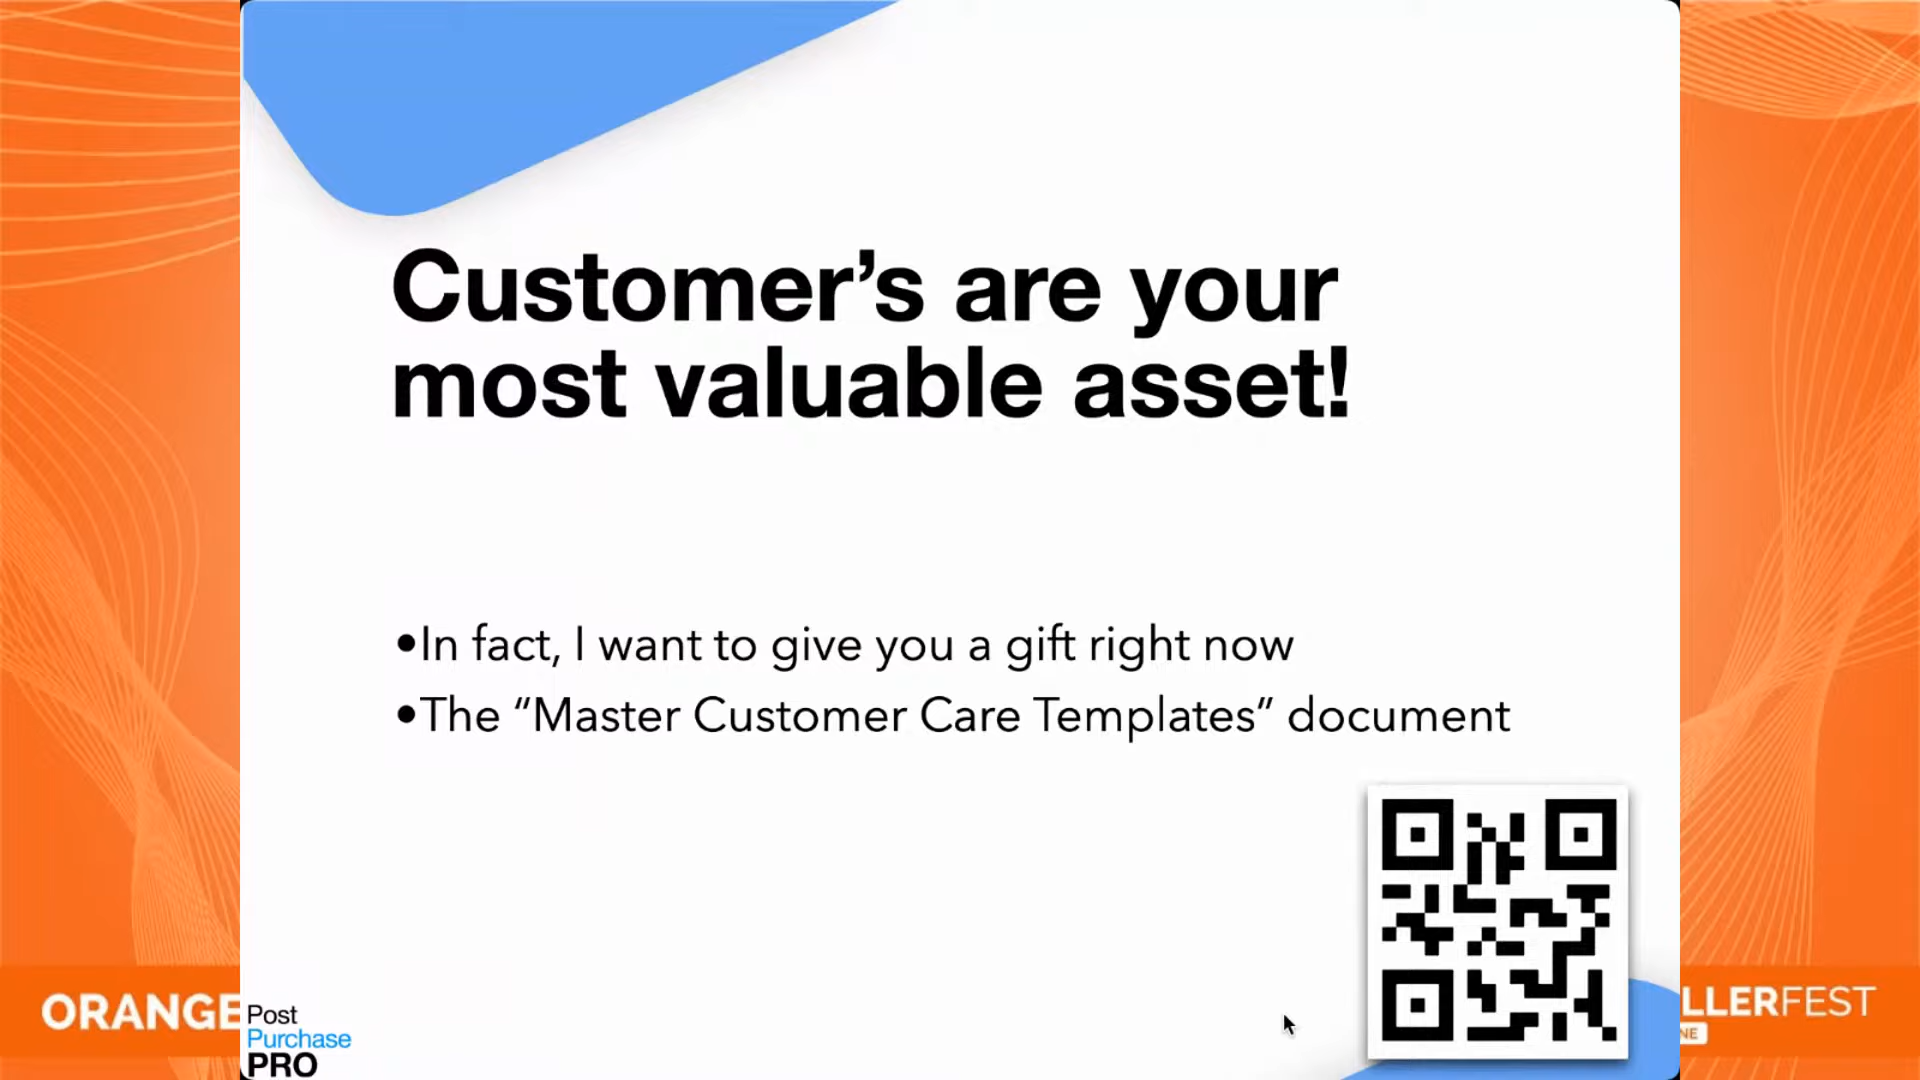 Customer’s are your
most valuable asset!
•In fact, I want to give you a gift right now
•The “Master Customer Care Templates” document
ORANGE
Post
Purchase
PRO
LLERFEST
NE